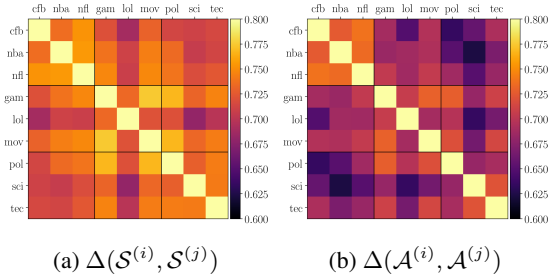 cfb nba nfl gam lol mov pol sci tec
cfb
nba
nfl
gam
lol
mov
pol
sci
tec
0.800
0.775
0.750
0.725
0.700
0.675
0.650
0.625
0.600
(a) Δ(𝒮^(i), 𝒮^(j))
cfb nba nfl gam lol mov pol sci tec
cfb
nba
nfl
gam
lol
mov
pol
sci
tec
0.800
0.775
0.750
0.725
0.700
0.675
0.650
0.625
0.600
(b) Δ(𝒜^(i), 𝒜^(j))